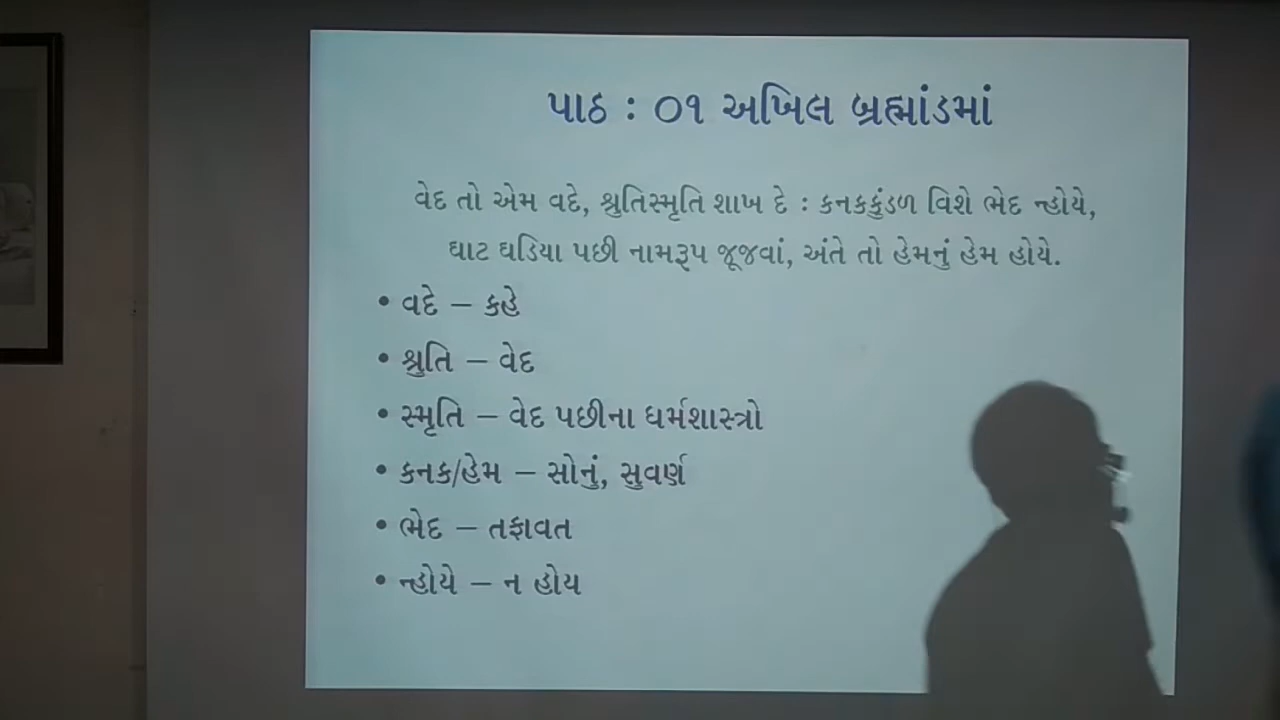 પાઠ : ૦૧ અખિલ બ્રહ્માંડમાં
વેદ તો એમ વદે, શ્રુતિસ્મૃતિ શાખ દે : કનકકુંડળ વિશે ભેદ ન્હોયે,
ઘાટ ઘડિયા પછી નામરૂપ જૂજવાં, અંતે તો હેમનું હેમ હોયે.
• વદે – કહે
• શ્રુતિ – વેદ
• સ્મૃતિ – વેદ પછીના ધર્મશાસ્ત્રો
• કનક/હેમ – સોનું, સુવર્ણ
• ભેદ – તફાવત
• ન્હોયે – ન હોય